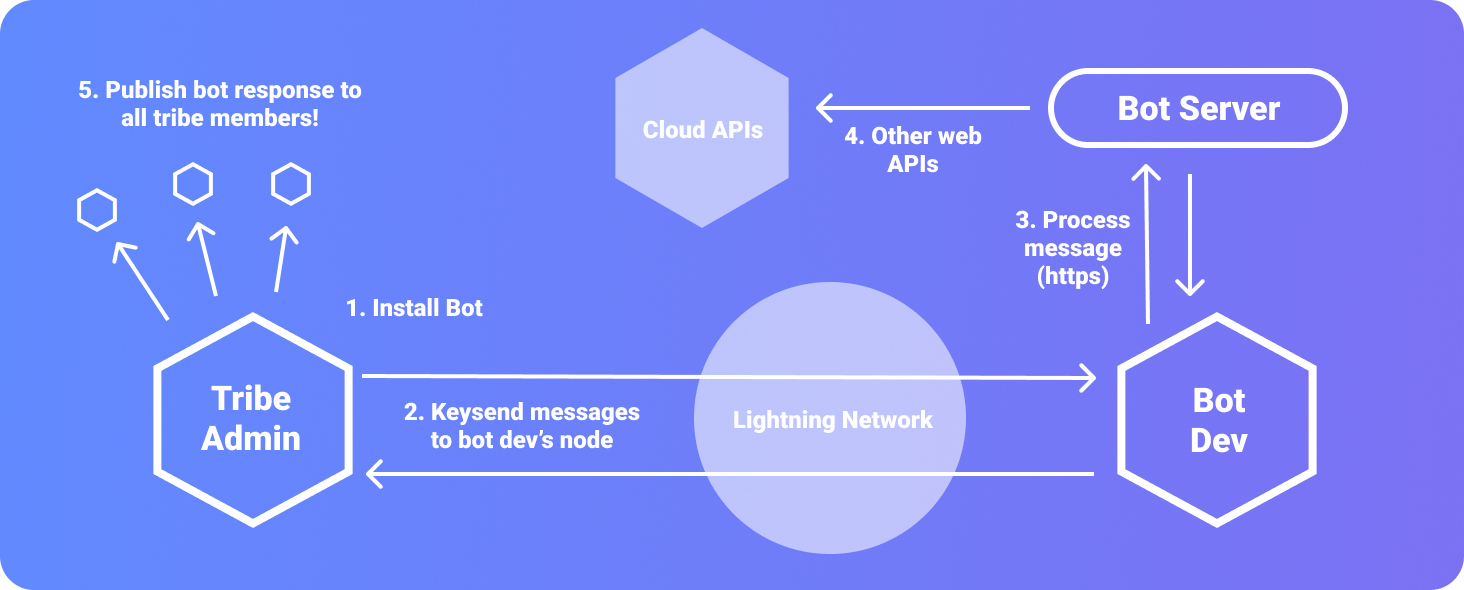 5. Publish bot response to
all tribe members!
Cloud APIs
4. Other web
APIs
Bot Server
3. Process
message
(https)
1. Install Bot
Tribe
Admin
2. Keysend messages
to bot dev’s node
Lightning Network
Bot
Dev